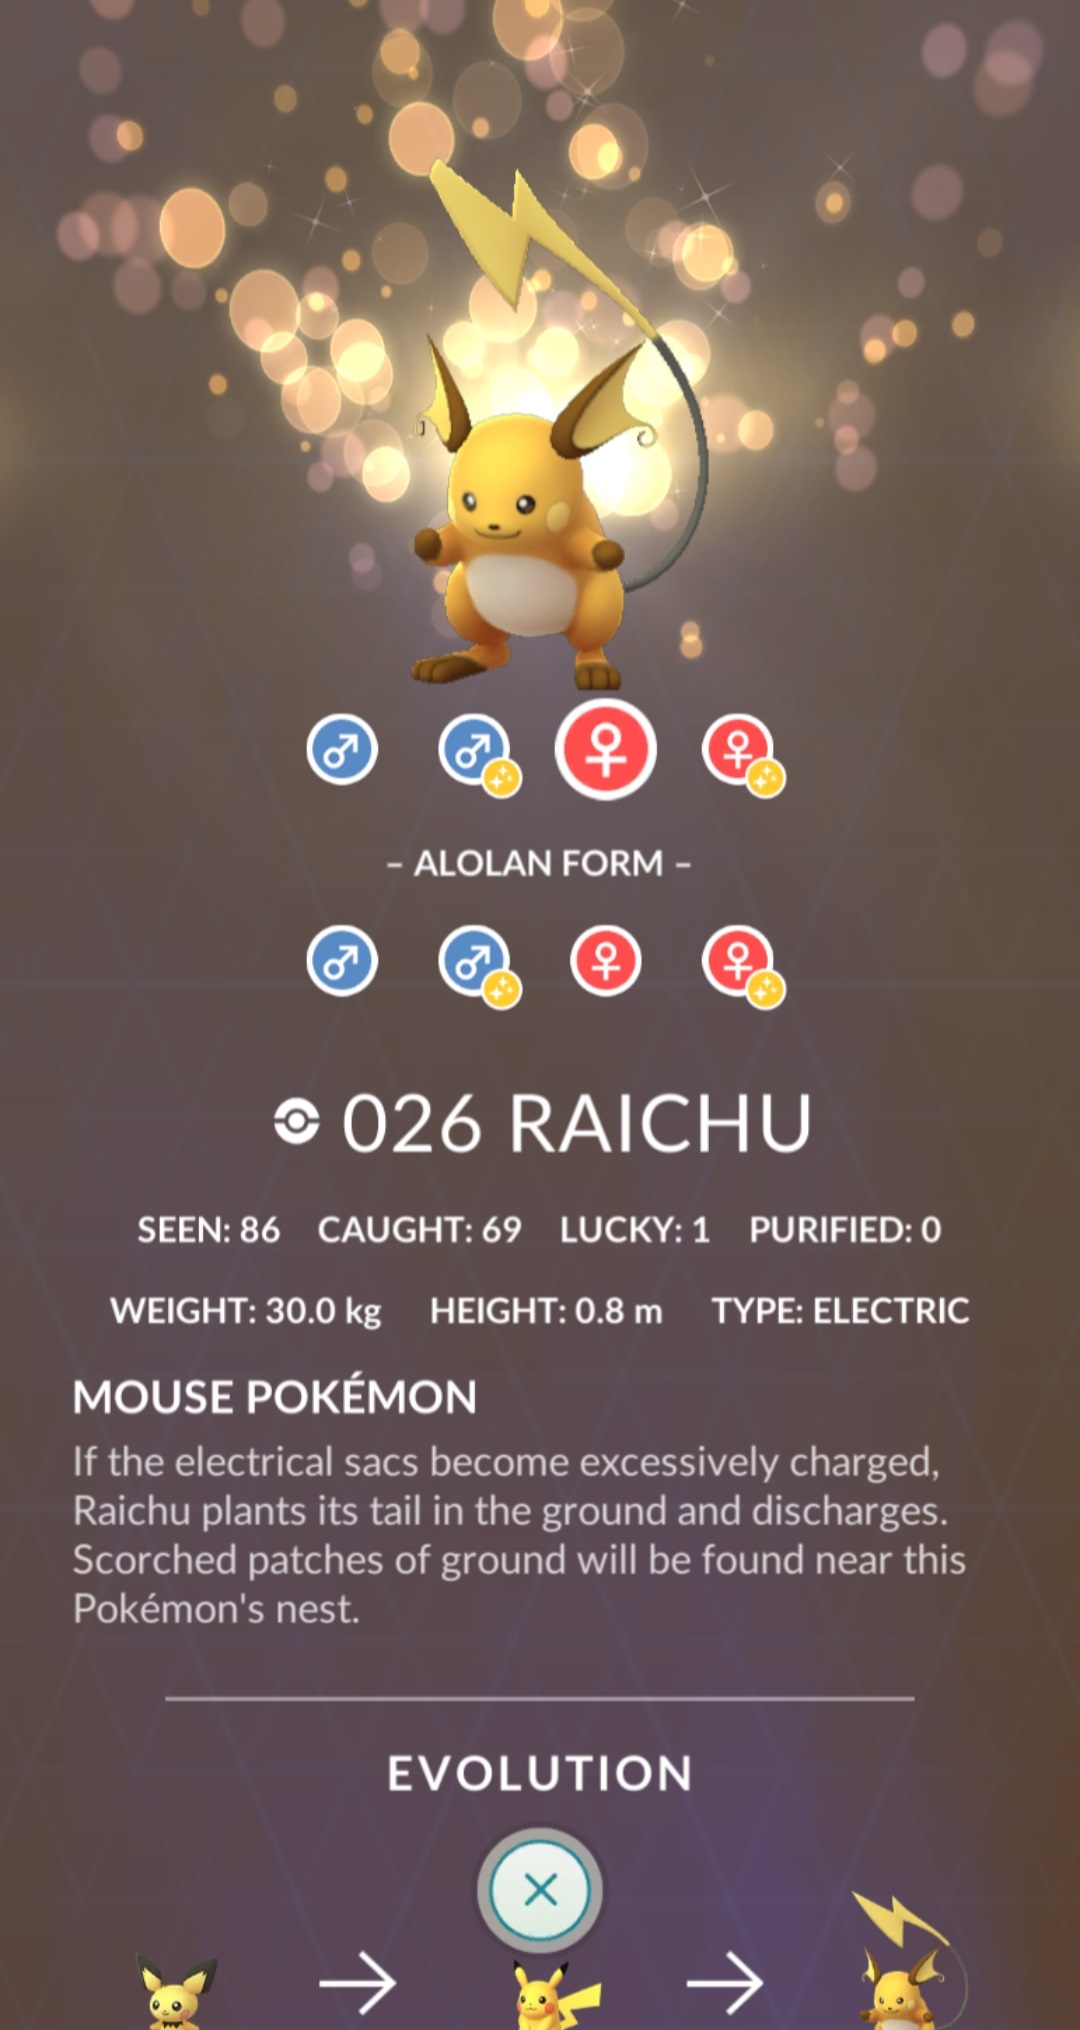 – ALOLAN FORM –
026 RAICHU
SEEN: 86 CAUGHT: 69 LUCKY: 1 PURIFIED: 0
WEIGHT: 30.0 kg HEIGHT: 0.8 m TYPE: ELECTRIC
MOUSE POKÉMON
If the electrical sacs become excessively charged,
Raichu plants its tail in the ground and discharges.
Scorched patches of ground will be found near this
Pokémon's nest.
EVOLUTION